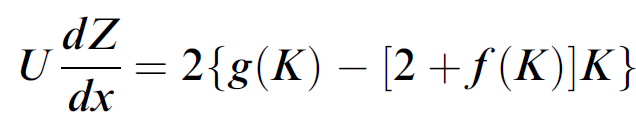 U dZ/dx = 2{g(K) − [2 + f(K)]K}